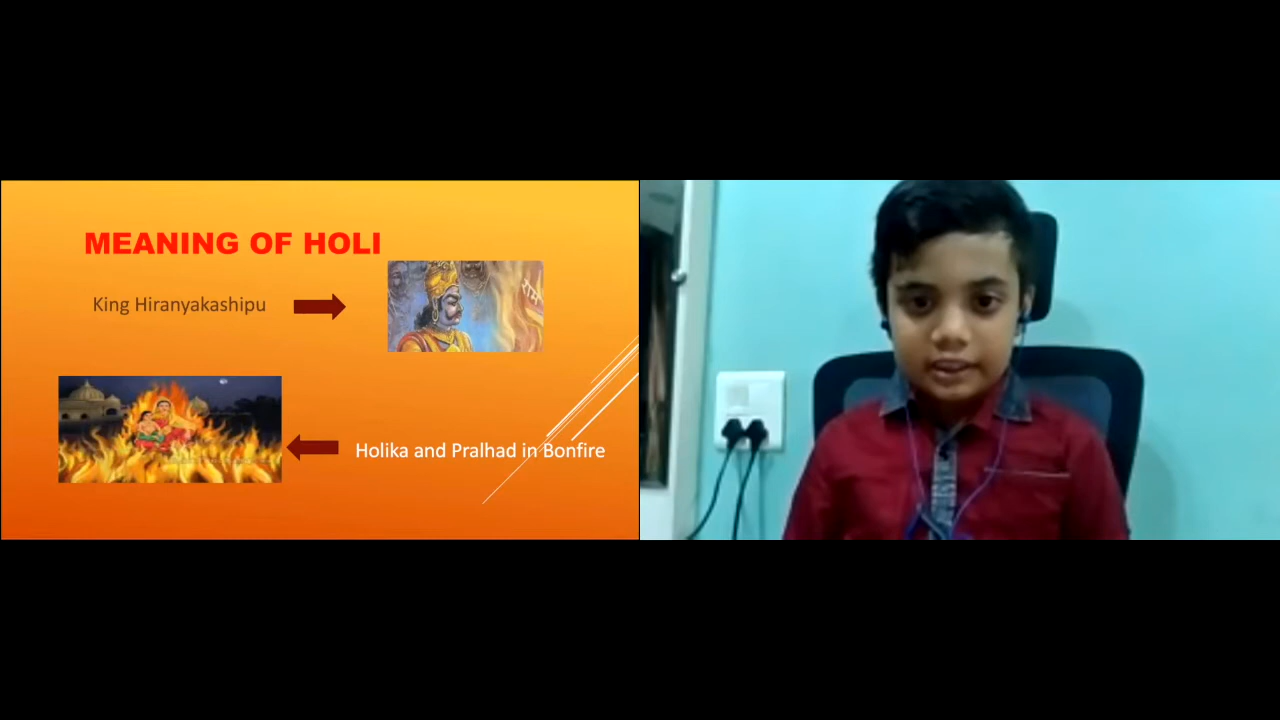 MEANING OF HOLI
King Hiranyakashipu
राम
Holika and Pralhad in Bonfire